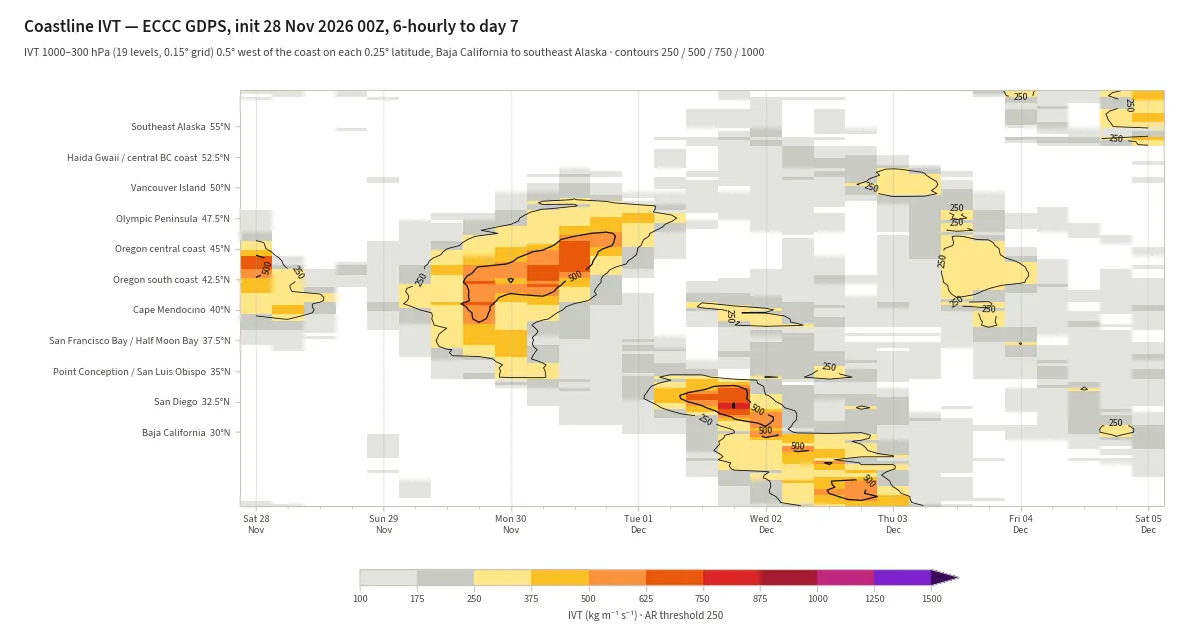 Coastline IVT — ECCC GDPS, init 28 Nov 2026 00Z, 6-hourly to day 7
IVT 1000–300 hPa (19 levels, 0.15° grid) 0.5° west of the coast on each 0.25° latitude, Baja California to southeast Alaska · contours 250 / 500 / 750 / 1000
250
250
250
Southeast Alaska 55°N
Haida Gwaii / central BC coast 52.5°N
Vancouver Island 50°N
250
250
Olympic Peninsula 47.5°N
250
Oregon central coast 45°N
500
250
250
500
250
Oregon south coast 42.5°N
250
Cape Mendocino 40°N
250
250
San Francisco Bay / Half Moon Bay 37.5°N
Point Conception / San Luis Obispo 35°N
250
San Diego 32.5°N
500
250
250
Baja California 30°N
500
500
500
Sat 28 Sun 29 Mon 30 Tue 01 Wed 02 Thu 03 Fri 04 Sat 05
Nov Nov Nov Dec Dec Dec Dec Dec
100 175 250 375 500 625 750 875 1000 1250 1500
IVT (kg m⁻¹ s⁻¹) · AR threshold 250